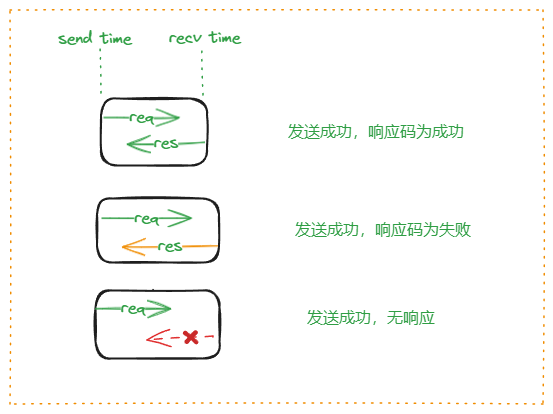 send time recv time
req
res
发送成功，响应码为成功
req
res
发送成功，响应码为失败
req
发送成功，无响应